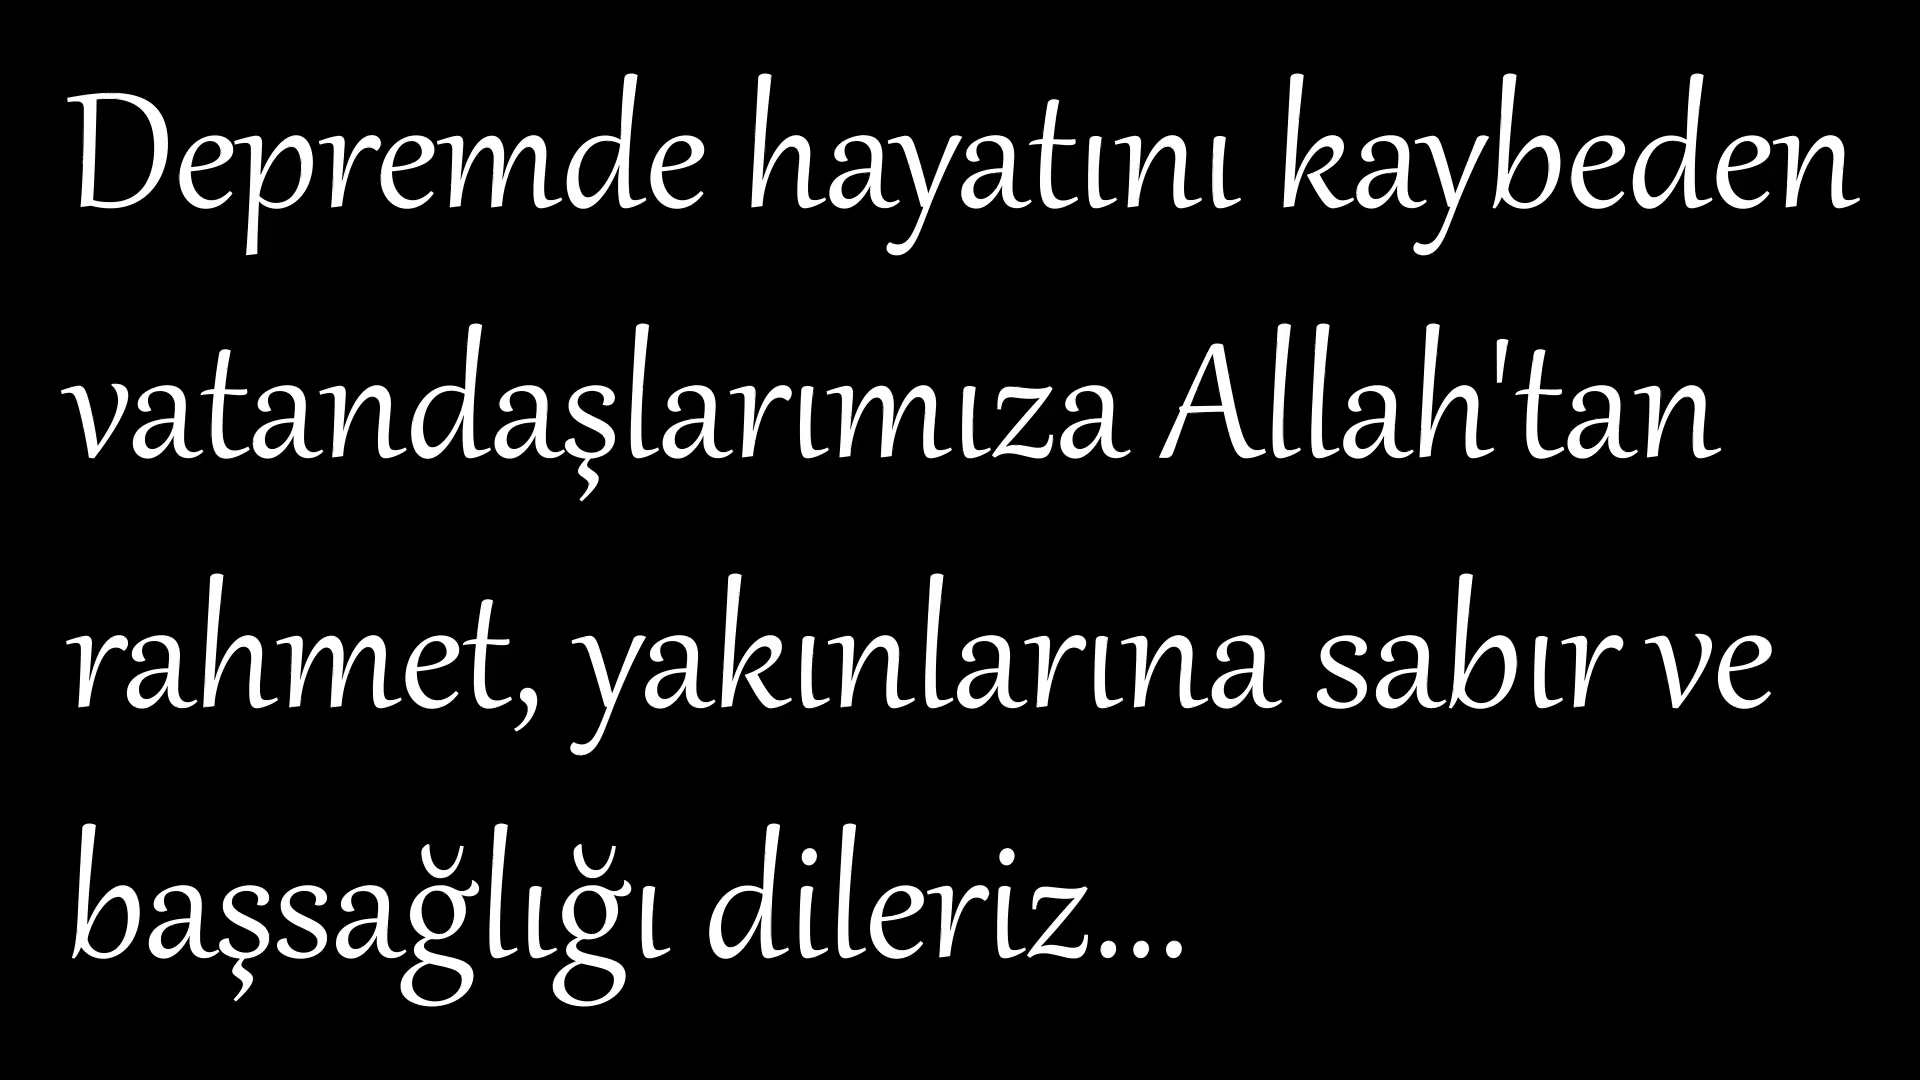 Depremde hayatını kaybeden
vatandaşlarımıza Allah'tan
rahmet, yakınlarına sabır ve
başsağlığı dileriz...